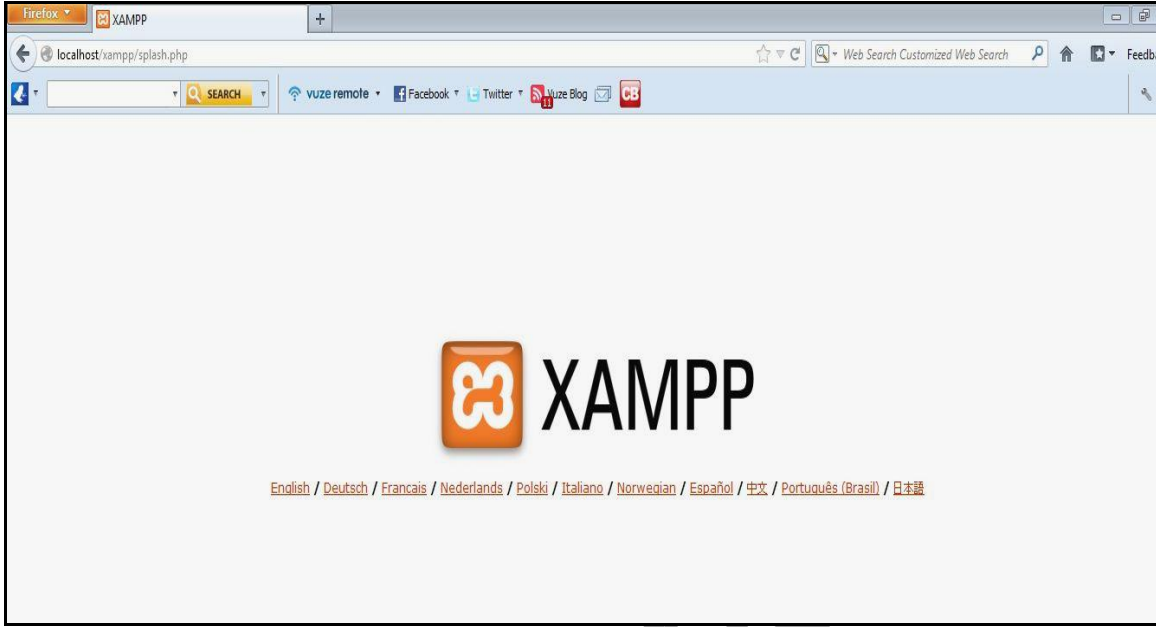 Firefox
XAMPP
+
localhost/xampp/splash.php
Web Search Customized Web Search
Feedb
SEARCH
vuze remote
Facebook
Twitter
11
Vuze Blog
CB
XAMPP
English / Deutsch / Francais / Nederlands / Polski / Italiano / Norwegian / Español / 中文 / Português (Brasil) / 日本語